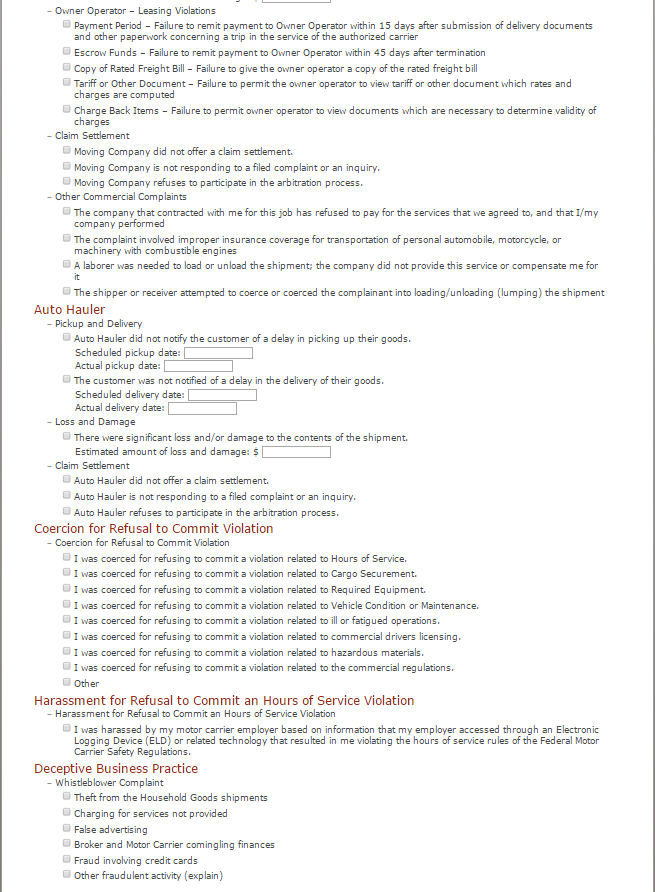 – Owner Operator – Leasing Violations
Payment Period – Failure to remit payment to Owner Operator within 15 days after submission of delivery documents
and other paperwork concerning a trip in the service of the authorized carrier
Escrow Funds – Failure to remit payment to Owner Operator within 45 days after termination
Copy of Rated Freight Bill – Failure to give the owner operator a copy of the rated freight bill
Tariff or Other Document – Failure to permit the owner operator to view tariff or other document which rates and
charges are computed
Charge Back Items – Failure to permit owner operator to view documents which are necessary to determine validity of
charges
– Claim Settlement
Moving Company did not offer a claim settlement.
Moving Company is not responding to a filed complaint or an inquiry.
Moving Company refuses to participate in the arbitration process.
– Other Commercial Complaints
The company that contracted with me for this job has refused to pay for the services that we agreed to, and that I/my
company performed
The complaint involved improper insurance coverage for transportation of personal automobile, motorcycle, or
machinery with combustible engines
A laborer was needed to load or unload the shipment; the company did not provide this service or compensate me for
it
The shipper or receiver attempted to coerce or coerced the complainant into loading/unloading (lumping) the shipment
Auto Hauler
– Pickup and Delivery
Auto Hauler did not notify the customer of a delay in picking up their goods.
Scheduled pickup date:
Actual pickup date:
The customer was not notified of a delay in the delivery of their goods.
Scheduled delivery date:
Actual delivery date:
– Loss and Damage
There were significant loss and/or damage to the contents of the shipment.
Estimated amount of loss and damage: $
– Claim Settlement
Auto Hauler did not offer a claim settlement.
Auto Hauler is not responding to a filed complaint or an inquiry.
Auto Hauler refuses to participate in the arbitration process.
Coercion for Refusal to Commit Violation
– Coercion for Refusal to Commit Violation
I was coerced for refusing to commit a violation related to Hours of Service.
I was coerced for refusing to commit a violation related to Cargo Securement.
I was coerced for refusing to commit a violation related to Required Equipment.
I was coerced for refusing to commit a violation related to Vehicle Condition or Maintenance.
I was coerced for refusing to commit a violation related to ill or fatigued operations.
I was coerced for refusing to commit a violation related to commercial drivers licensing.
I was coerced for refusing to commit a violation related to hazardous materials.
I was coerced for refusing to commit a violation related to the commercial regulations.
Other
Harassment for Refusal to Commit an Hours of Service Violation
– Harassment for Refusal to Commit an Hours of Service Violation
I was harassed by my motor carrier employer based on information that my employer accessed through an Electronic
Logging Device (ELD) or related technology that resulted in me violating the hours of service rules of the Federal Motor
Carrier Safety Regulations.
Deceptive Business Practice
– Whistleblower Complaint
Theft from the Household Goods shipments
Charging for services not provided
False advertising
Broker and Motor Carrier comingling finances
Fraud involving credit cards
Other fraudulent activity (explain)